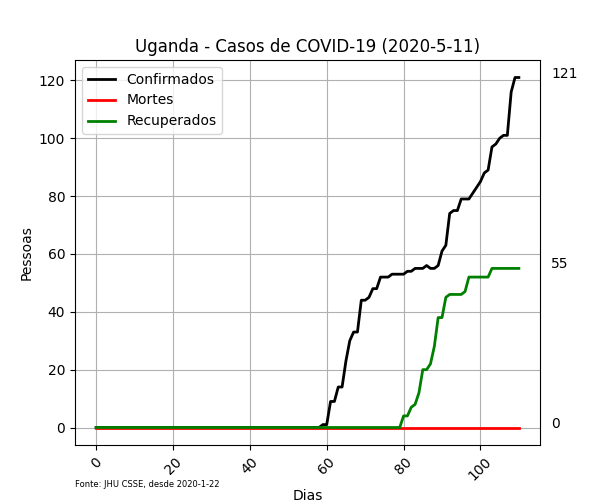 Uganda - Casos de COVID-19 (2020-5-11)
Confirmados
Mortes
Recuperados
Pessoas
120
100
80
60
40
20
0
121
55
0
0
20
40
60
80
100
Dias
Fonte: JHU CSSE, desde 2020-1-22